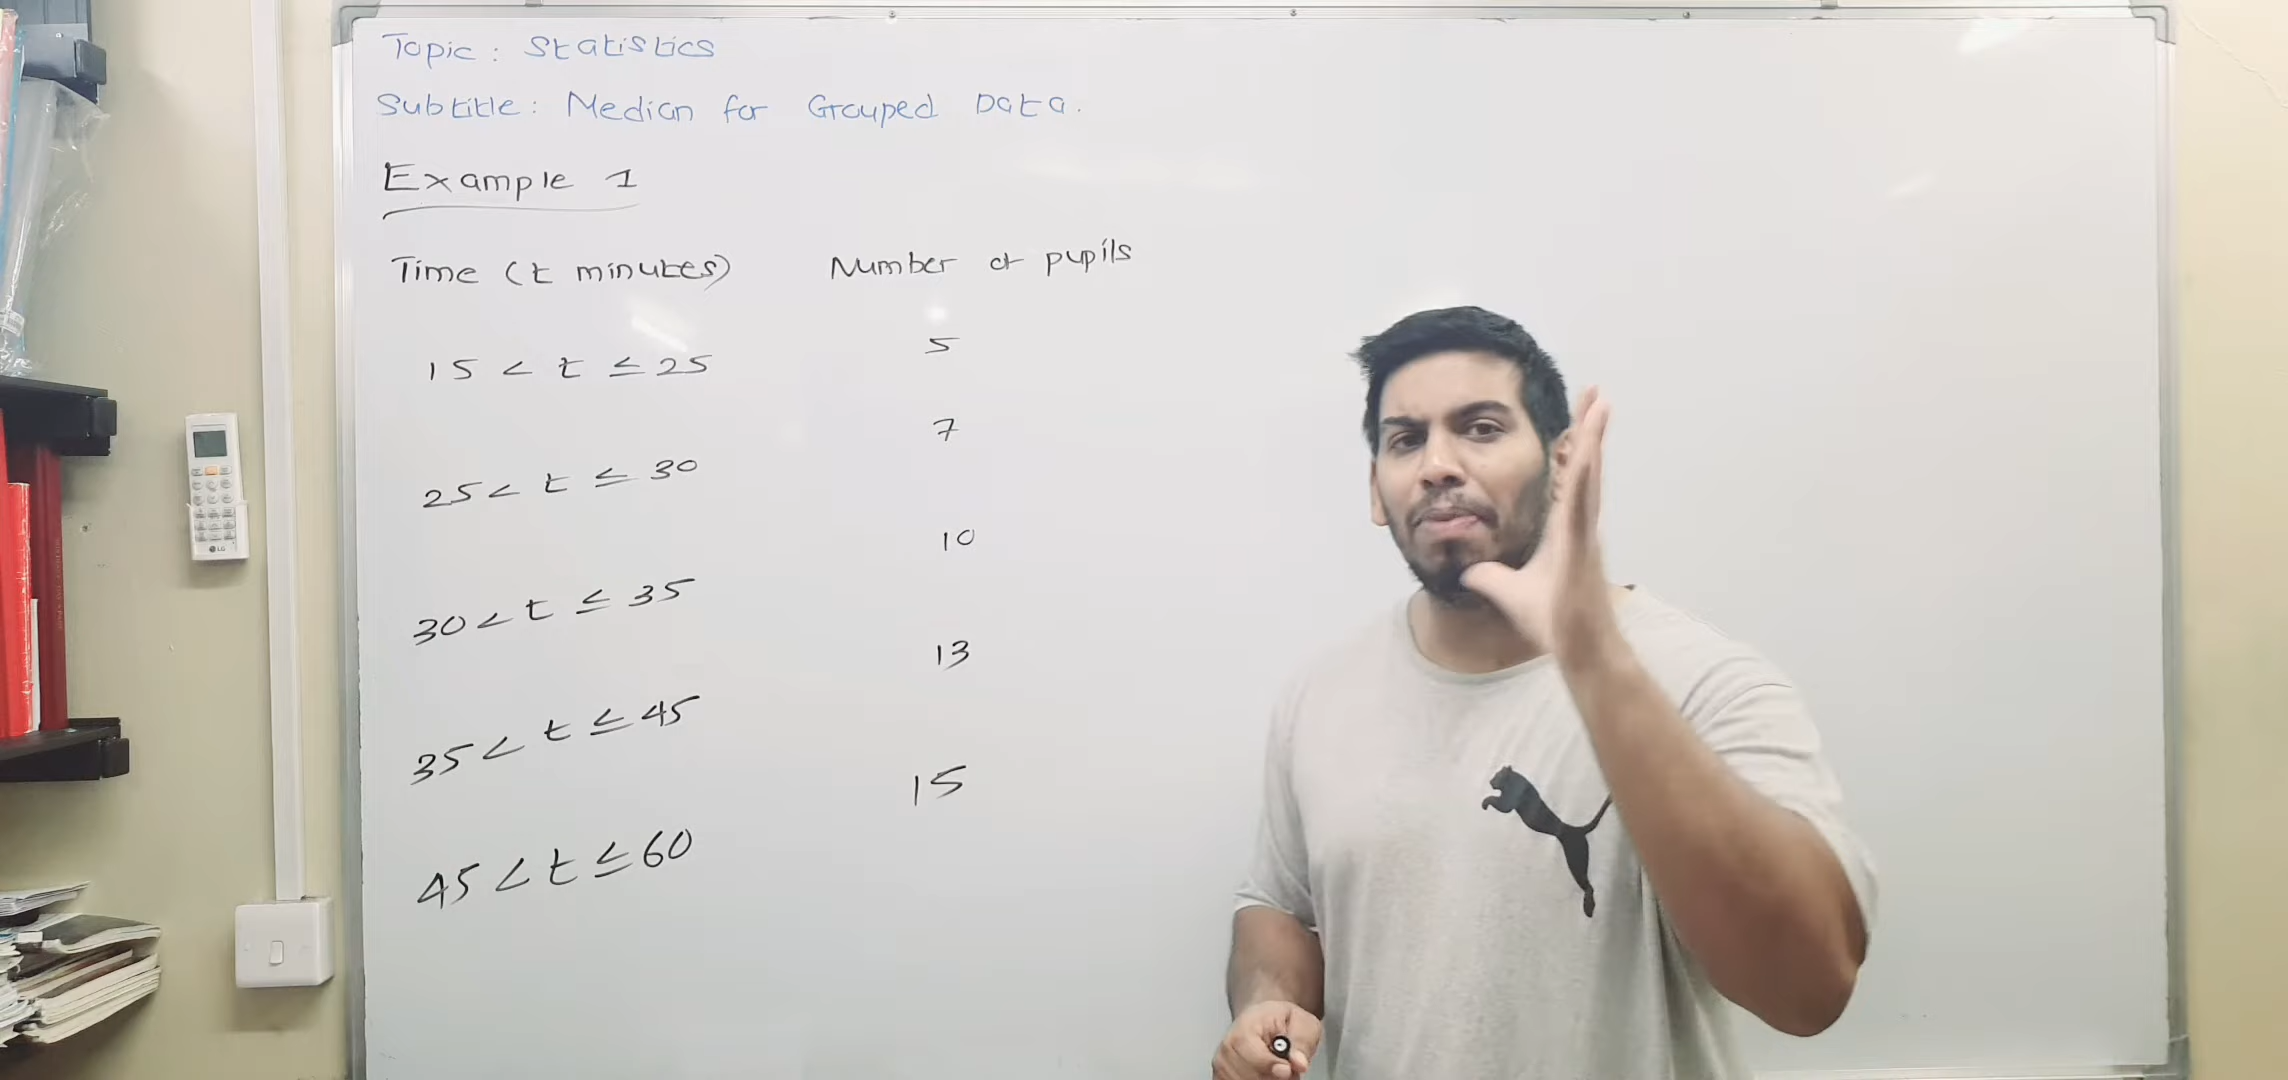 Topic: Statistics
Subtitle: Median for Grouped Data.
Example 1
Time (t minutes) Number of pupils
15 < t ≤ 25 5
25 < t ≤ 30 7
30 < t ≤ 35 10
35 < t ≤ 45 13
45 < t ≤ 60 15
LG